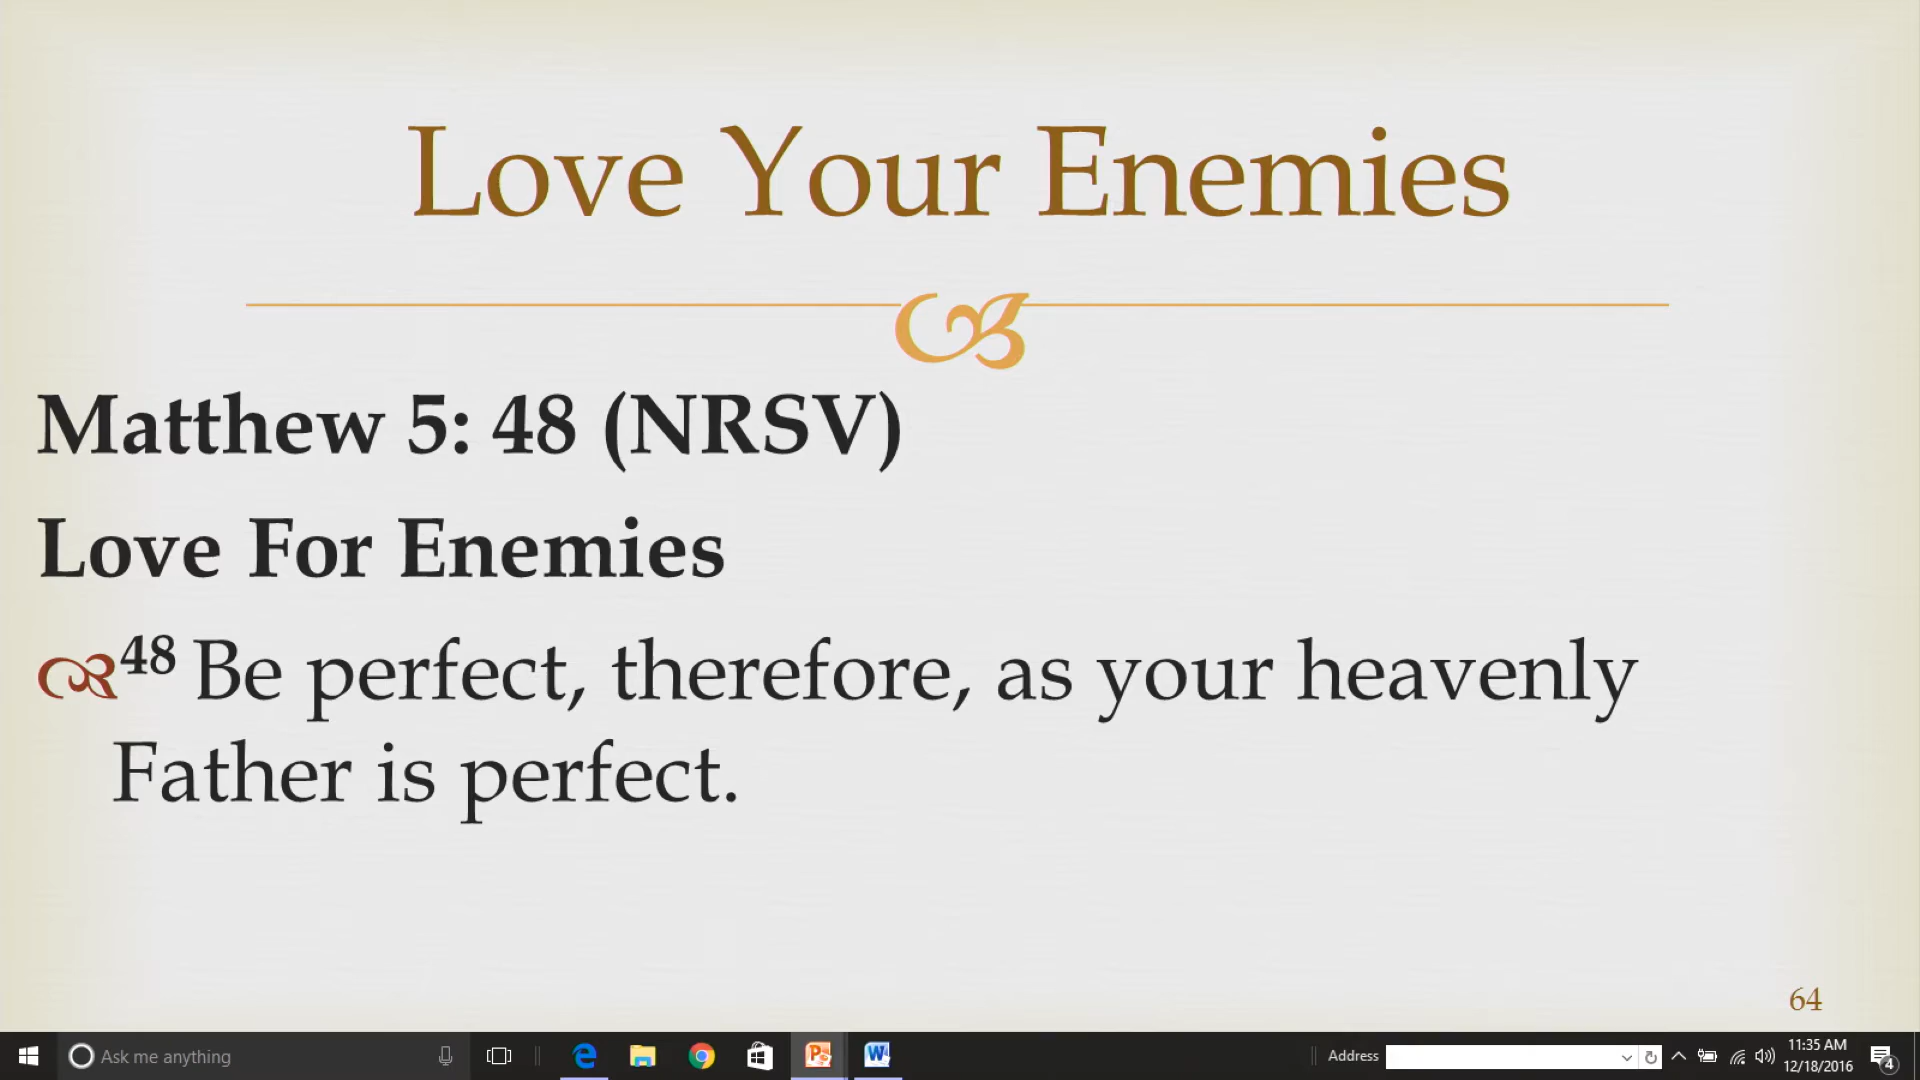 Love Your Enemies
Matthew 5: 48 (NRSV)
Love For Enemies
48 Be perfect, therefore, as your heavenly
Father is perfect.
64
Ask me anything
Address
11:35 AM
12/18/2016
4